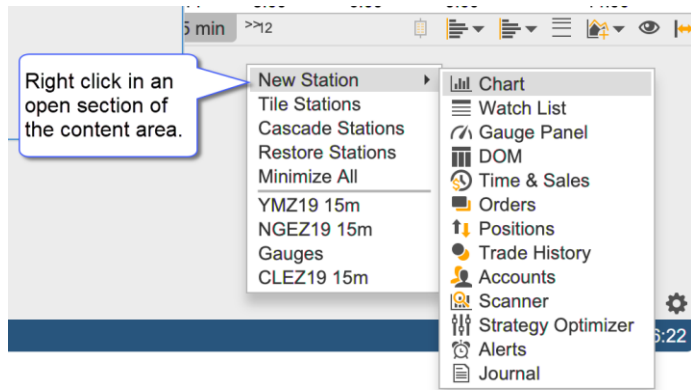 5 min
12
Right click in an
open section of
the content area.
New Station
Tile Stations
Cascade Stations
Restore Stations
Minimize All
YMZ19 15m
NGEZ19 15m
Gauges
CLEZ19 15m
Chart
Watch List
Gauge Panel
DOM
Time & Sales
Orders
Positions
Trade History
Accounts
Scanner
Strategy Optimizer
Alerts
Journal
:22